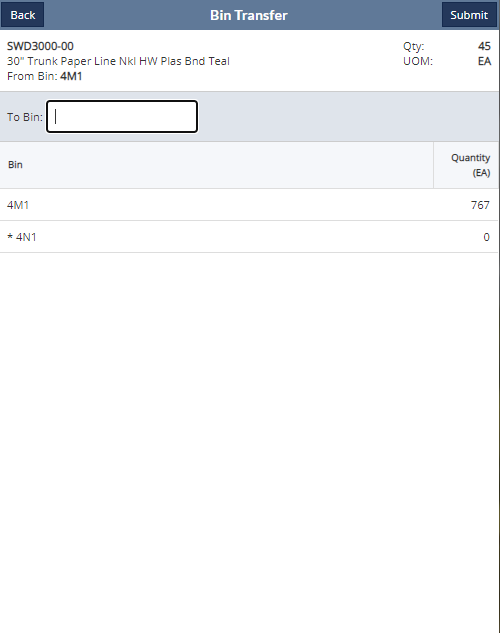 Back Bin Transfer Submit
SWD3000-00 Qty: 45
30" Trunk Paper Line Nkl HW Plas Bnd Teal UOM: EA
From Bin: 4M1
To Bin:
Bin Quantity
(EA)
4M1 767
* 4N1 0